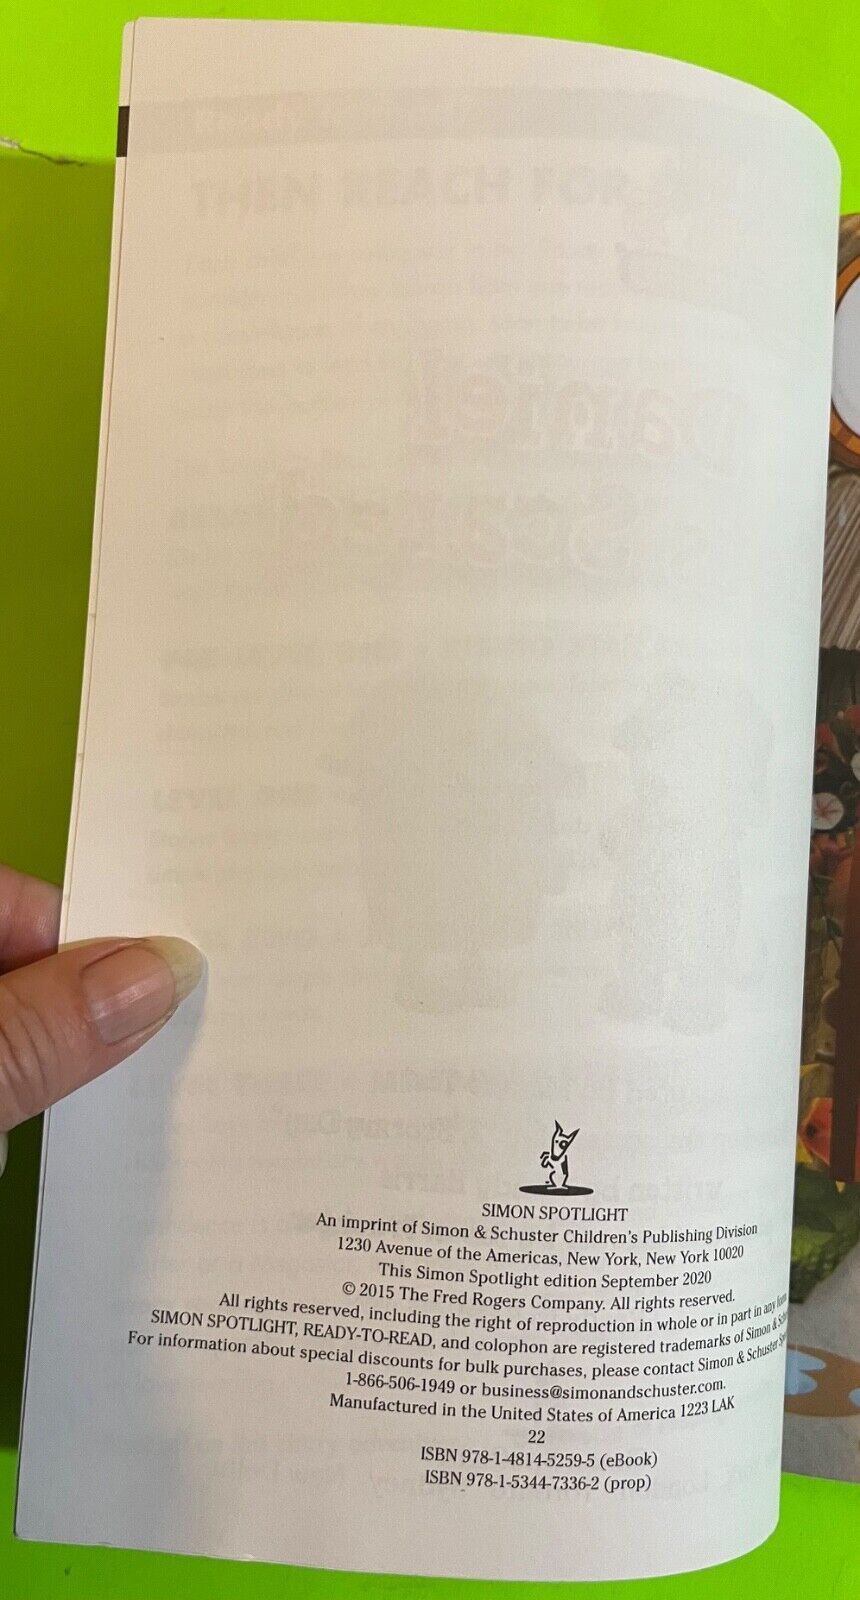 SIMON SPOTLIGHT
An imprint of Simon & Schuster Children's Publishing Division
1230 Avenue of the Americas, New York, New York 10020
This Simon Spotlight edition September 2020
© 2015 The Fred Rogers Company. All rights reserved.
All rights reserved, including the right of reproduction in whole or in part in any form.
SIMON SPOTLIGHT, READY-TO-READ, and colophon are registered trademarks of Simon &
For information about special discounts for bulk purchases, please contact Simon & Schuster
1-866-506-1949 or business@simonandschuster.com.
Manufactured in the United States of America 1223 LAK
22
ISBN 978-1-4814-5259-5 (eBook)
ISBN 978-1-5344-7336-2 (prop)